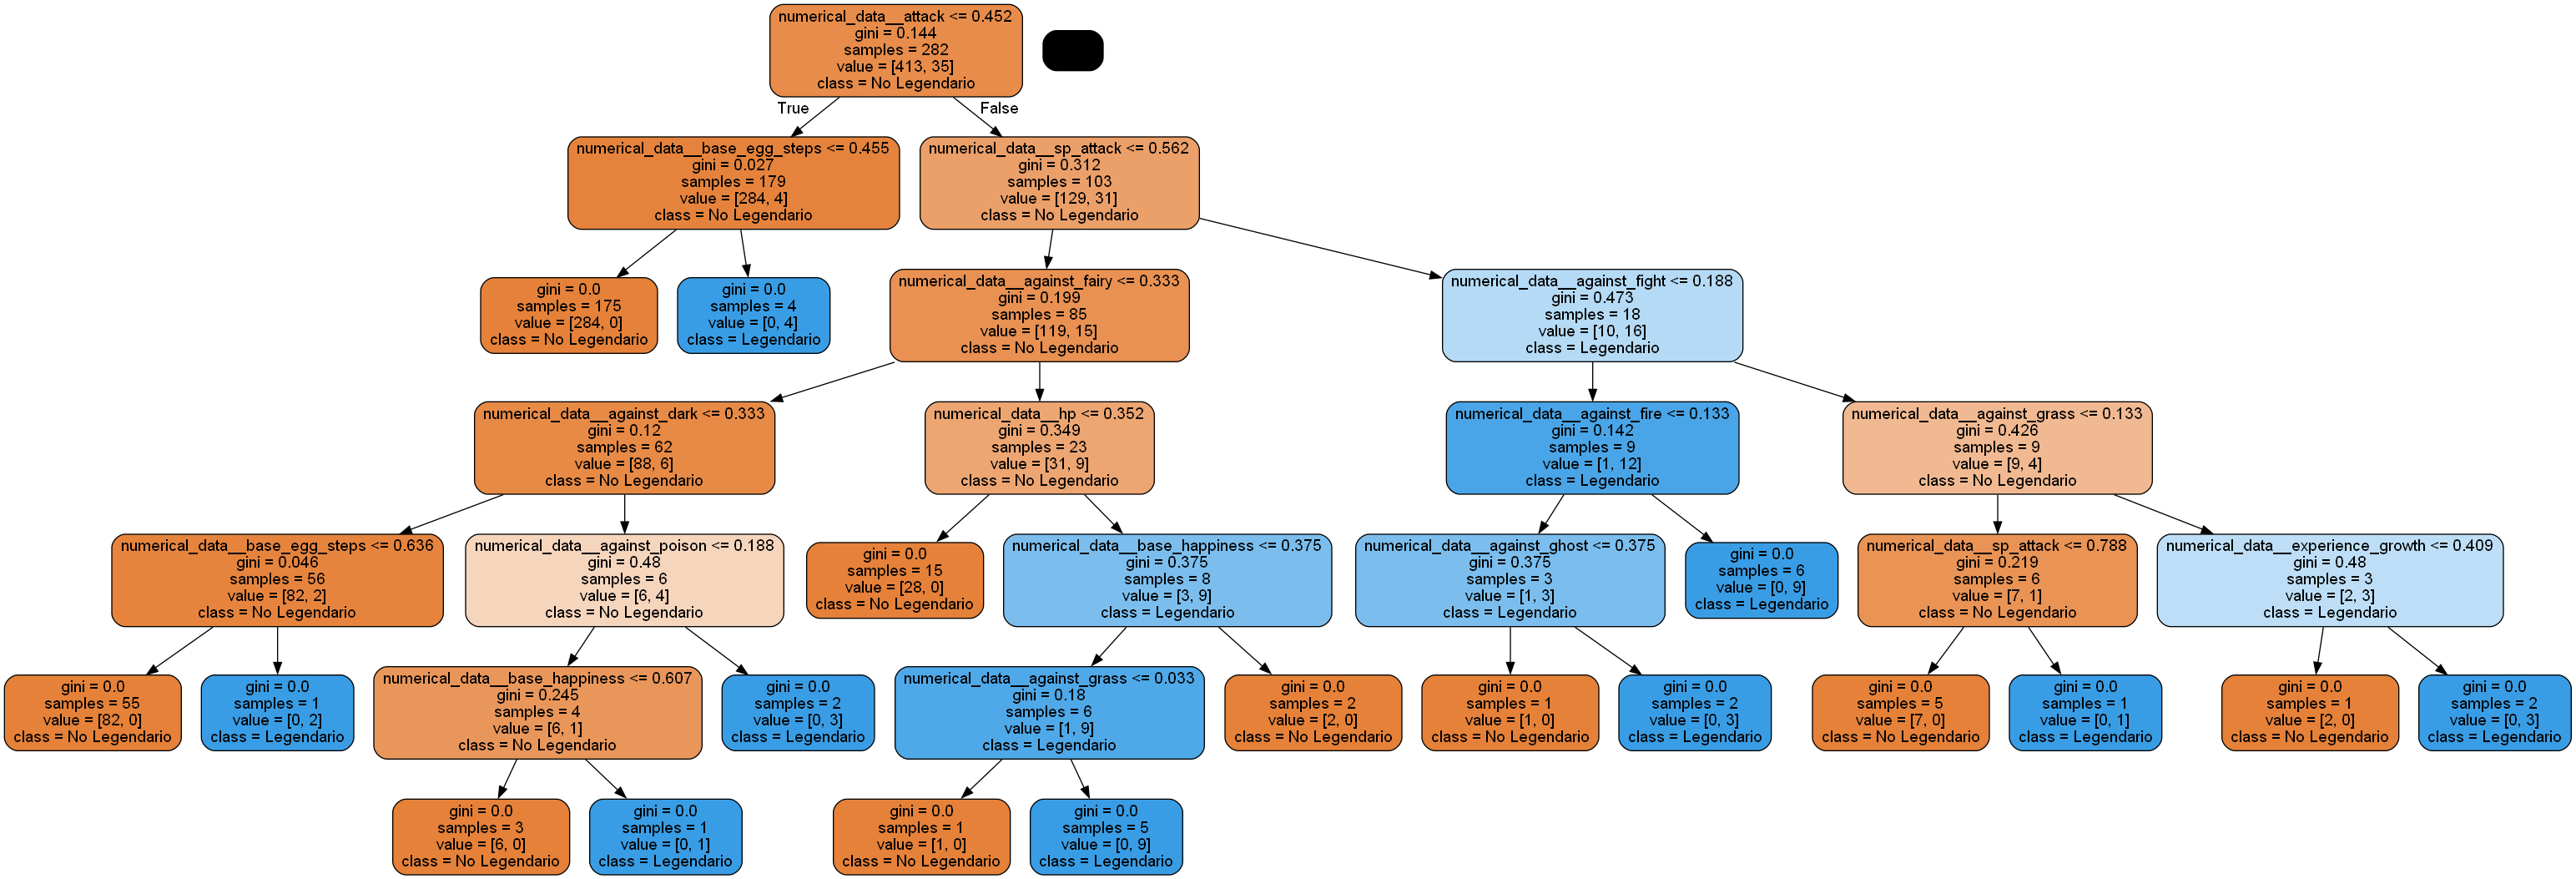 numerical_data__attack <= 0.452
gini = 0.144
samples = 282
value = [413, 35]
class = No Legendario
True
False
numerical_data__base_egg_steps <= 0.455
gini = 0.027
samples = 179
value = [284, 4]
class = No Legendario
numerical_data__sp_attack <= 0.562
gini = 0.312
samples = 103
value = [129, 31]
class = No Legendario
gini = 0.0
samples = 175
value = [284, 0]
class = No Legendario
gini = 0.0
samples = 4
value = [0, 4]
class = Legendario
numerical_data__against_fairy <= 0.333
gini = 0.199
samples = 85
value = [119, 15]
class = No Legendario
numerical_data__against_fight <= 0.188
gini = 0.473
samples = 18
value = [10, 16]
class = Legendario
numerical_data__against_dark <= 0.333
gini = 0.12
samples = 62
value = [88, 6]
class = No Legendario
numerical_data__hp <= 0.352
gini = 0.349
samples = 23
value = [31, 9]
class = No Legendario
numerical_data__against_fire <= 0.133
gini = 0.142
samples = 9
value = [1, 12]
class = Legendario
numerical_data__against_grass <= 0.133
gini = 0.426
samples = 9
value = [9, 4]
class = No Legendario
numerical_data__base_egg_steps <= 0.636
gini = 0.046
samples = 56
value = [82, 2]
class = No Legendario
numerical_data__against_poison <= 0.188
gini = 0.48
samples = 6
value = [6, 4]
class = No Legendario
gini = 0.0
samples = 15
value = [28, 0]
class = No Legendario
numerical_data__base_happiness <= 0.375
gini = 0.375
samples = 8
value = [3, 9]
class = Legendario
numerical_data__against_ghost <= 0.375
gini = 0.375
samples = 3
value = [1, 3]
class = Legendario
gini = 0.0
samples = 6
value = [0, 9]
class = Legendario
numerical_data__sp_attack <= 0.788
gini = 0.219
samples = 6
value = [7, 1]
class = No Legendario
numerical_data__experience_growth <= 0.409
gini = 0.48
samples = 3
value = [2, 3]
class = Legendario
gini = 0.0
samples = 55
value = [82, 0]
class = No Legendario
gini = 0.0
samples = 1
value = [0, 2]
class = Legendario
numerical_data__base_happiness <= 0.607
gini = 0.245
samples = 4
value = [6, 1]
class = No Legendario
gini = 0.0
samples = 2
value = [0, 3]
class = Legendario
numerical_data__against_grass <= 0.033
gini = 0.18
samples = 6
value = [1, 9]
class = Legendario
gini = 0.0
samples = 2
value = [2, 0]
class = No Legendario
gini = 0.0
samples = 1
value = [1, 0]
class = No Legendario
gini = 0.0
samples = 2
value = [0, 3]
class = Legendario
gini = 0.0
samples = 5
value = [7, 0]
class = No Legendario
gini = 0.0
samples = 1
value = [0, 1]
class = Legendario
gini = 0.0
samples = 1
value = [2, 0]
class = No Legendario
gini = 0.0
samples = 2
value = [0, 3]
class = Legendario
gini = 0.0
samples = 3
value = [6, 0]
class = No Legendario
gini = 0.0
samples = 1
value = [0, 1]
class = Legendario
gini = 0.0
samples = 1
value = [1, 0]
class = No Legendario
gini = 0.0
samples = 5
value = [0, 9]
class = Legendario